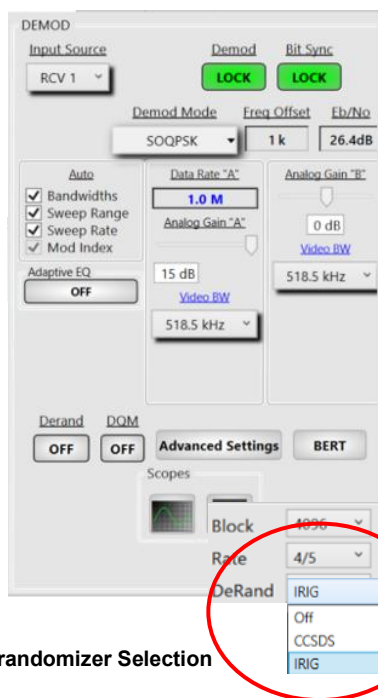 DEMOD
Input Source Demod Bit Sync
RCV 1 LOCK LOCK
Demod Mode Freq Offset Eb/No
SOQPSK 1 k 26.4dB
Auto Data Rate "A" Analog Gain "B"
Bandwidths 1.0 M
Sweep Range Analog Gain "A"
Sweep Rate 0 dB
Mod Index Video BW
Adaptive EQ 15 dB 518.5 kHz
OFF Video BW
518.5 kHz
Derand DQM
OFF OFF Advanced Settings BERT
Scopes
Block 4096
Rate 4/5
DeRand IRIG
Off
CCSDS
randomizer Selection IRIG